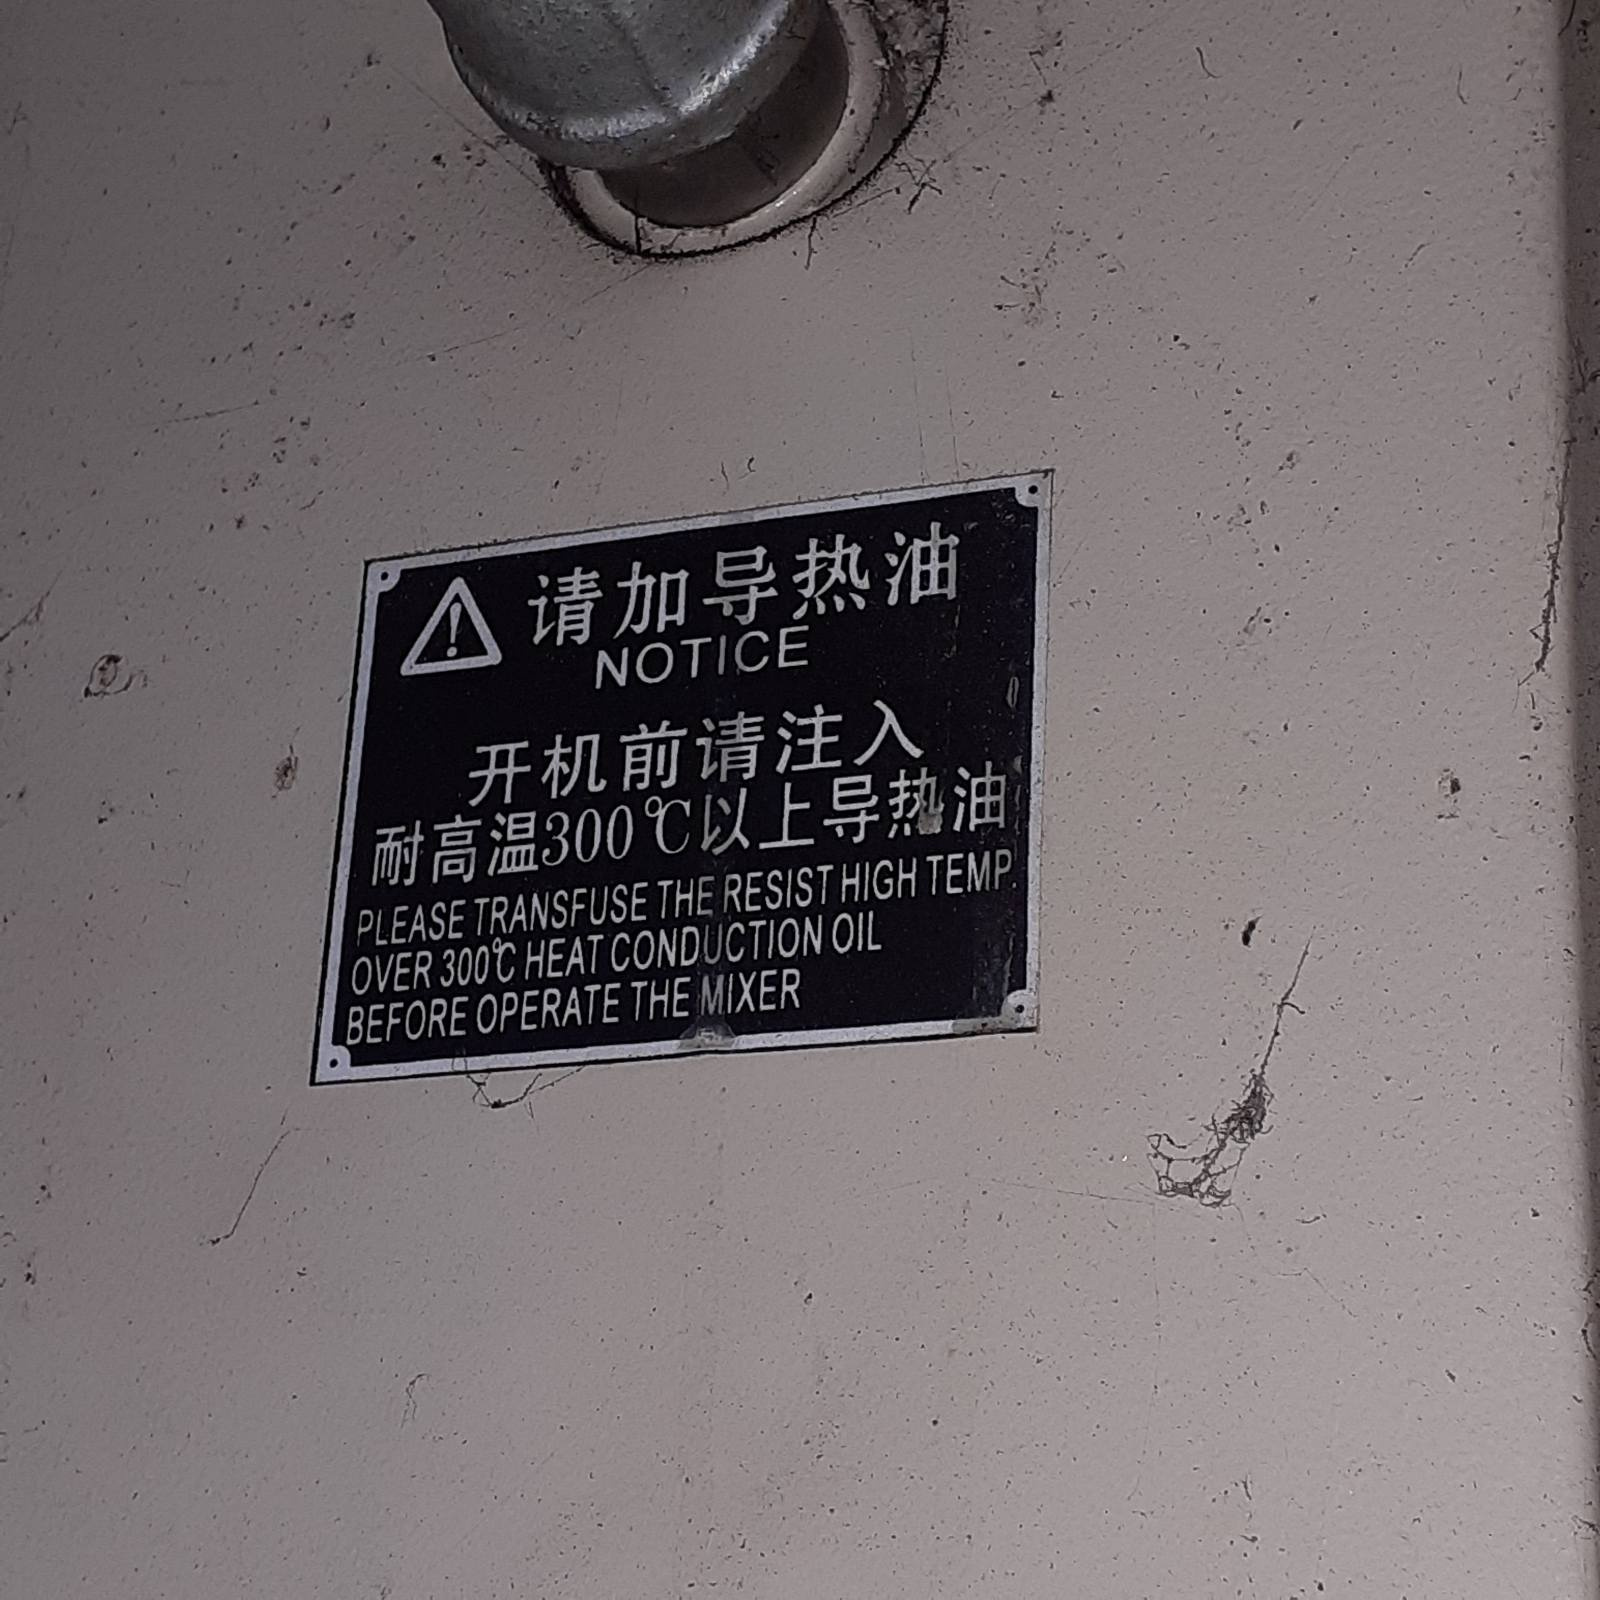 请加导热油
NOTICE
开机前请注入
耐高温300℃以上导热油
PLEASE TRANSFUSE THE RESIST HIGH TEMP.
OVER 300℃ HEAT CONDUCTION OIL
BEFORE OPERATE THE MIXER